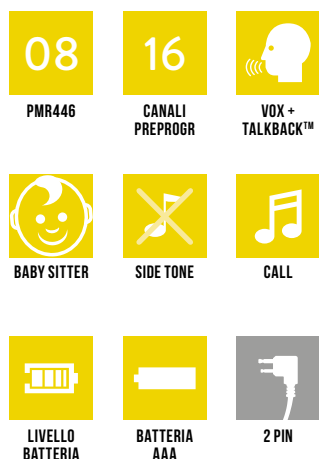 08
16
PMR446
CANALI
PREPROGR
VOX +
TALKBACK™
BABY SITTER
SIDE TONE
CALL
LIVELLO
BATTERIA
BATTERIA
AAA
2 PIN